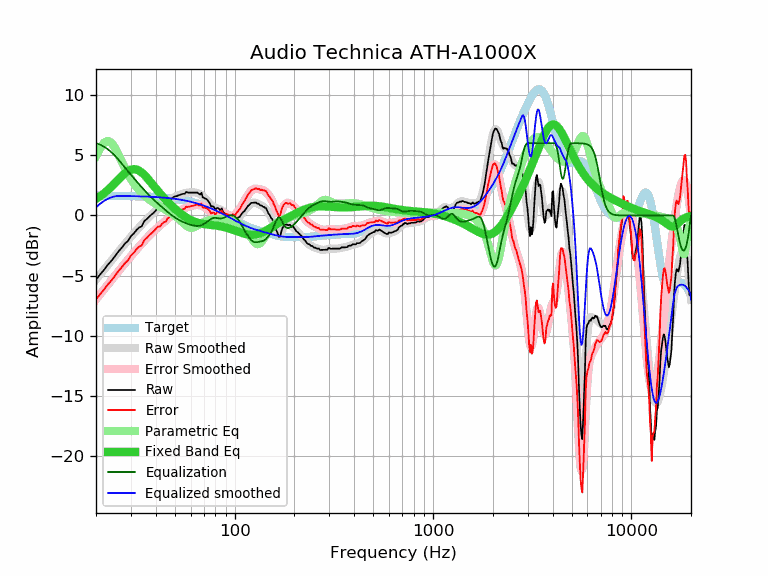 Audio Technica ATH-A1000X
10
5
0
−5
−10
−15
−20
Amplitude (dBr)
Target
Raw Smoothed
Error Smoothed
Raw
Error
Parametric Eq
Fixed Band Eq
Equalization
Equalized smoothed
100
1000
10000
Frequency (Hz)